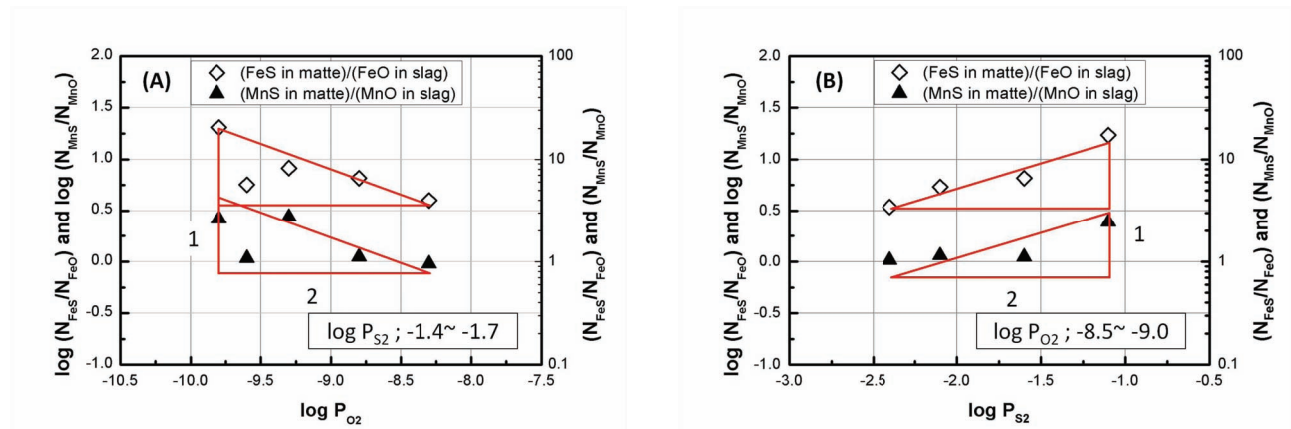 (A)
(FeS in matte)/(FeO in slag)
(MnS in matte)/(MnO in slag)
2.0
1.5
1.0
0.5
0.0
-0.5
-1.0
log (N_FeS/N_FeO) and log (N_MnS/N_MnO)
100
10
1
0.1
(N_FeS/N_FeO) and (N_MnS/N_MnO)
1
2
log P_S2 ; -1.4~ -1.7
-10.5 -10.0 -9.5 -9.0 -8.5 -8.0 -7.5
log P_O2
(B)
(FeS in matte)/(FeO in slag)
(MnS in matte)/(MnO in slag)
2.0
1.5
1.0
0.5
0.0
-0.5
-1.0
log (N_FeS/N_FeO) and log (N_MnS/N_MnO)
100
10
1
0.1
(N_FeS/N_FeO) and (N_MnS/N_MnO)
1
2
log P_O2 ; -8.5~ -9.0
-3.0 -2.5 -2.0 -1.5 -1.0 -0.5
log P_S2